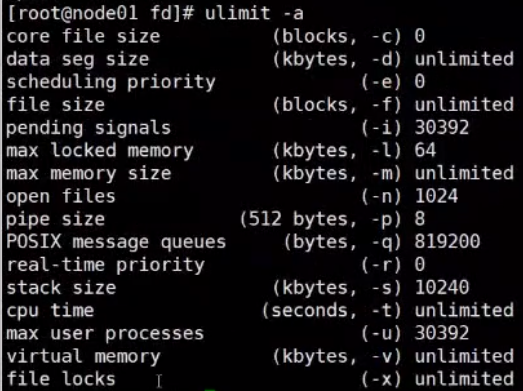 [root@node01 fd]# ulimit -a
core file size          (blocks, -c) 0
data seg size           (kbytes, -d) unlimited
scheduling priority             (-e) 0
file size               (blocks, -f) unlimited
pending signals                 (-i) 30392
max locked memory       (kbytes, -l) 64
max memory size         (kbytes, -m) unlimited
open files                      (-n) 1024
pipe size            (512 bytes, -p) 8
POSIX message queues     (bytes, -q) 819200
real-time priority              (-r) 0
stack size              (kbytes, -s) 10240
cpu time               (seconds, -t) unlimited
max user processes              (-u) 30392
virtual memory          (kbytes, -v) unlimited
file locks                      (-x) unlimited